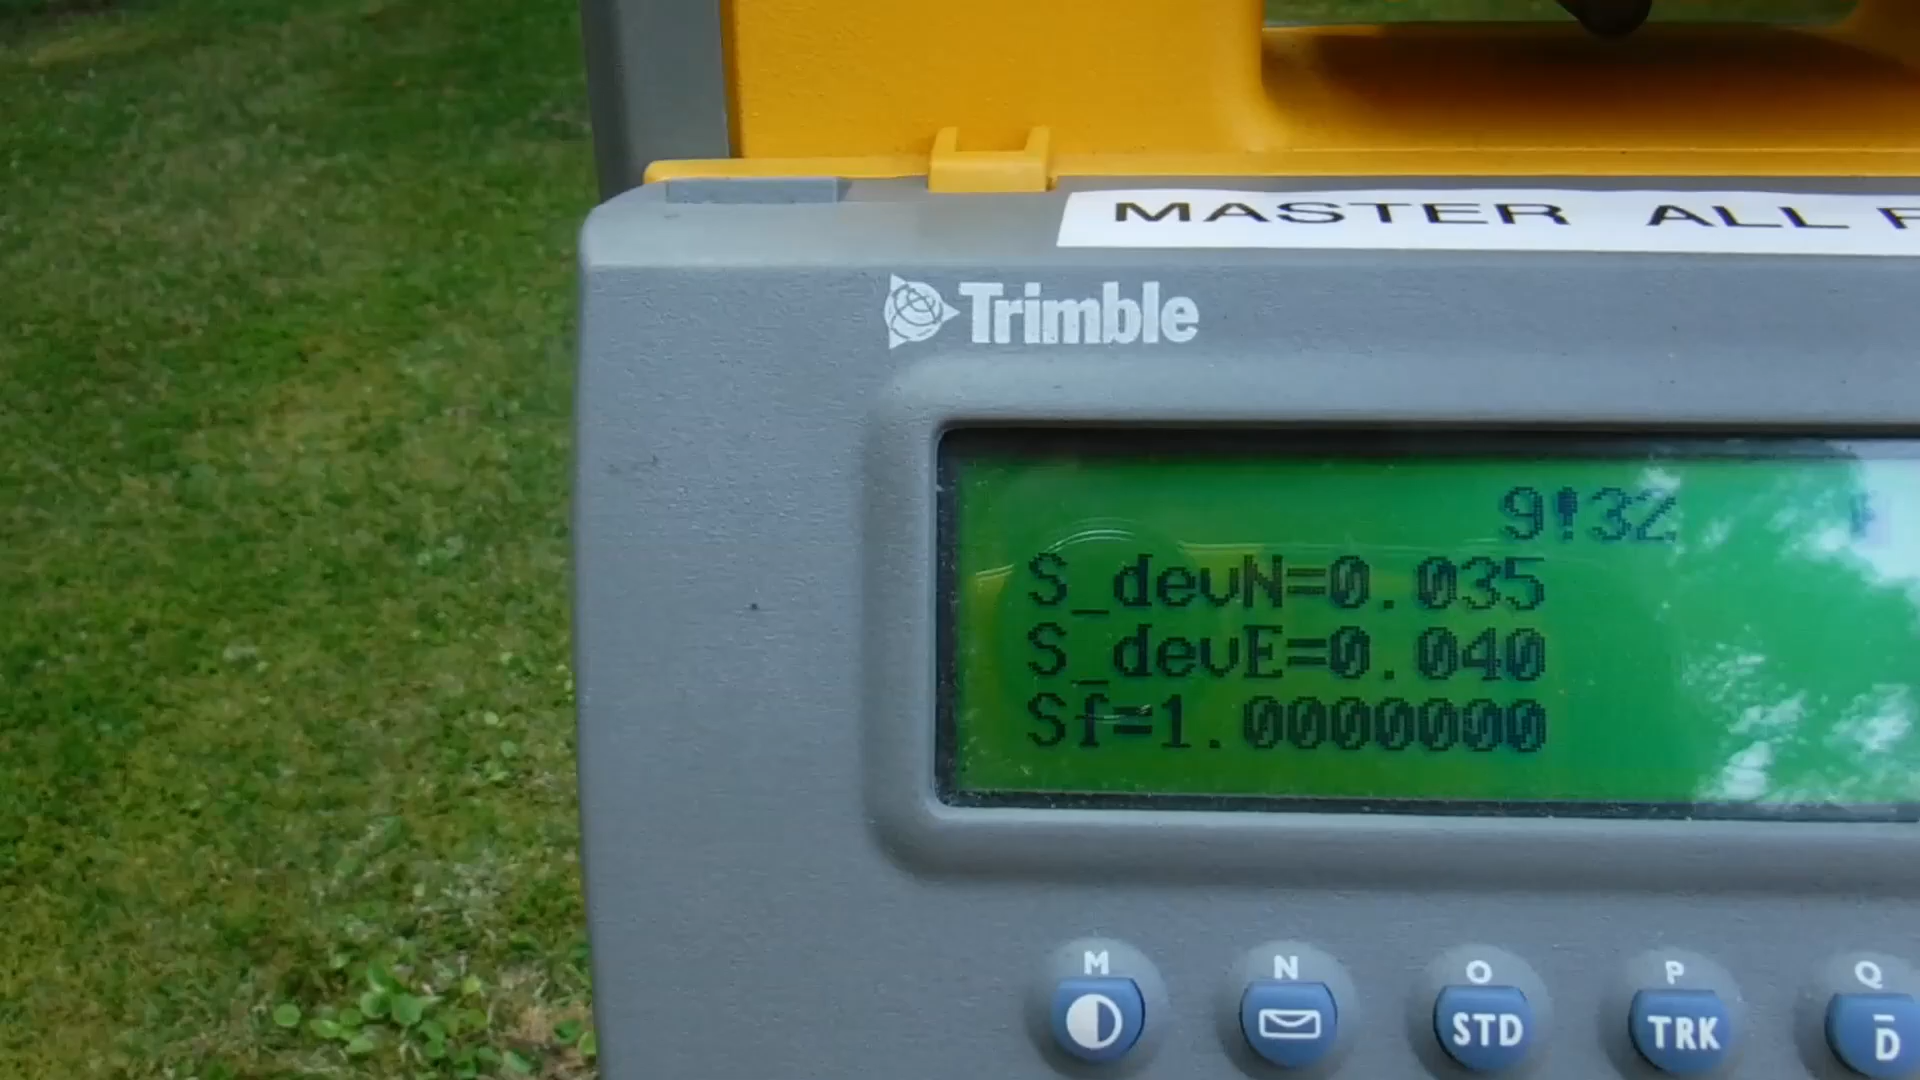 MASTER ALL
Trimble
9:32
S_devN=0.035
S_devE=0.040
Sf=1.0000000
M N O P Q
STD TRK D